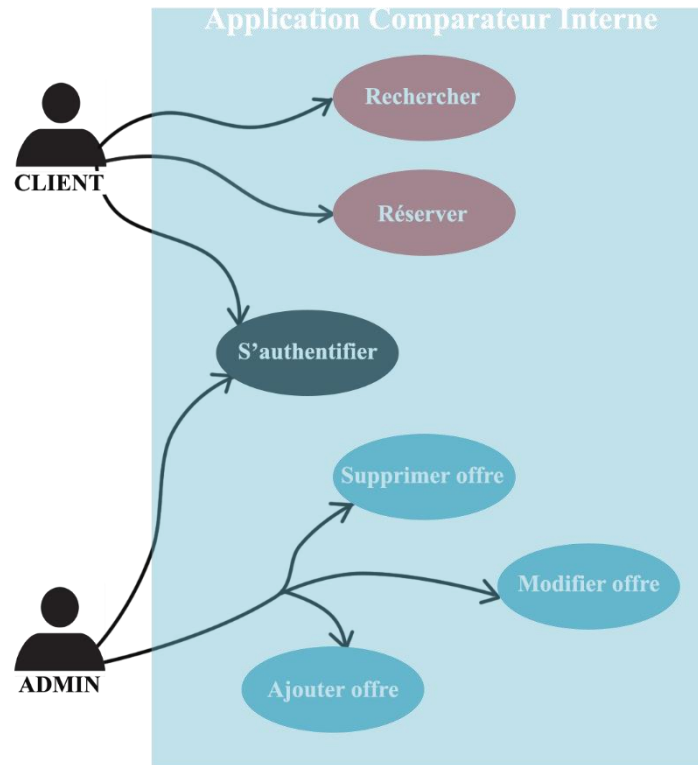 Application Comparateur Interne
Rechercher
CLIENT
Réserver
S’authentifier
Supprimer offre
Modifier offre
ADMIN
Ajouter offre